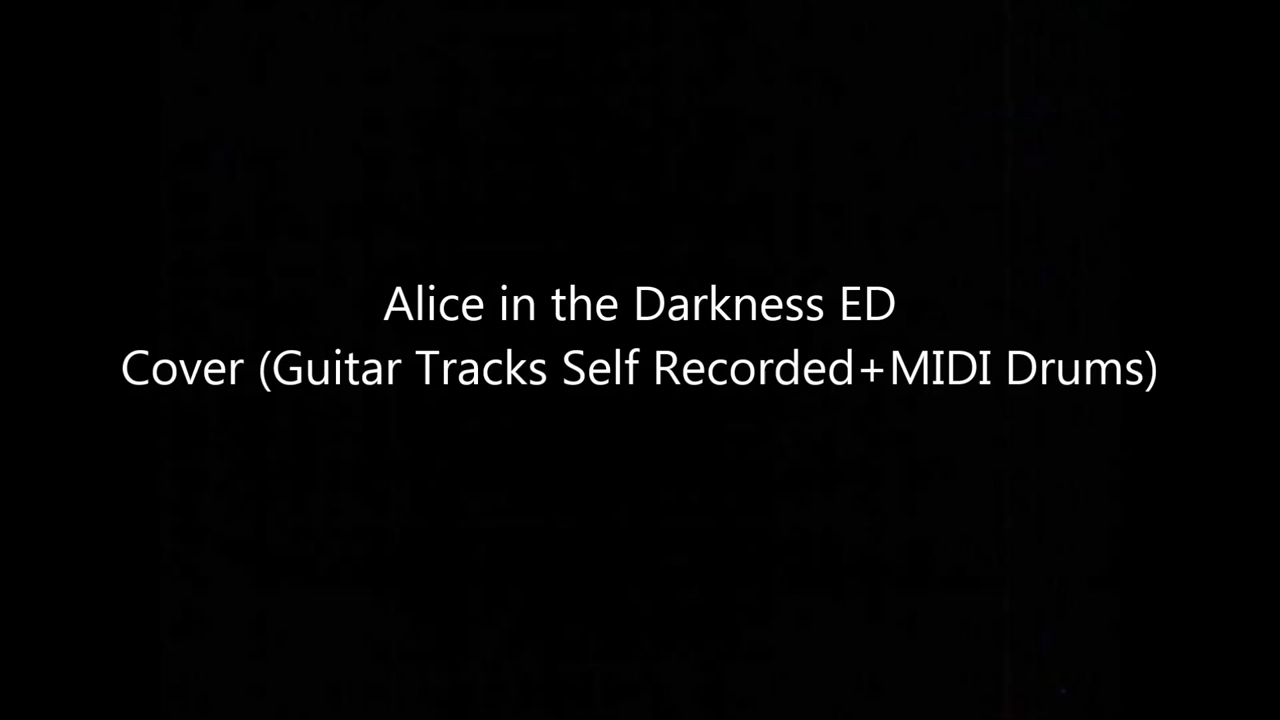 Alice in the Darkness ED
Cover (Guitar Tracks Self Recorded+MIDI Drums)